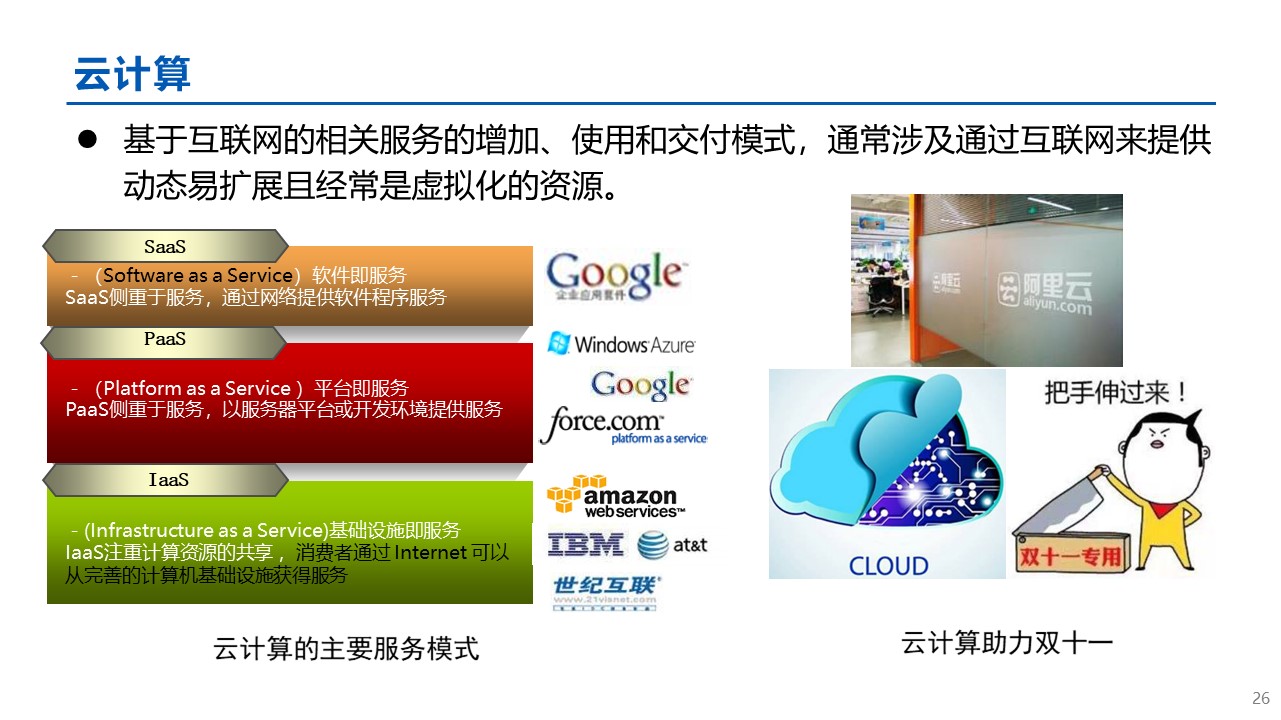 云计算
● 基于互联网的相关服务的增加、使用和交付模式，通常涉及通过互联网来提供
动态易扩展且经常是虚拟化的资源。
SaaS
-（Software as a Service）软件即服务
SaaS侧重于服务，通过网络提供软件程序服务
PaaS
-（Platform as a Service ）平台即服务
PaaS侧重于服务，以服务器平台或开发环境提供服务
IaaS
- (Infrastructure as a Service)基础设施即服务
IaaS注重计算资源的共享 ，消费者通过 Internet 可以
从完善的计算机基础设施获得服务
云计算的主要服务模式
Google™
企业应用套件
Windows Azure™
Google
force.com™
platform as a service
amazon
web services™
IBM at&t
世纪互联
www.21vianet.com
阿里云 阿里云
aliyun.com
CLOUD
把手伸过来！
双十一专用
云计算助力双十一
26